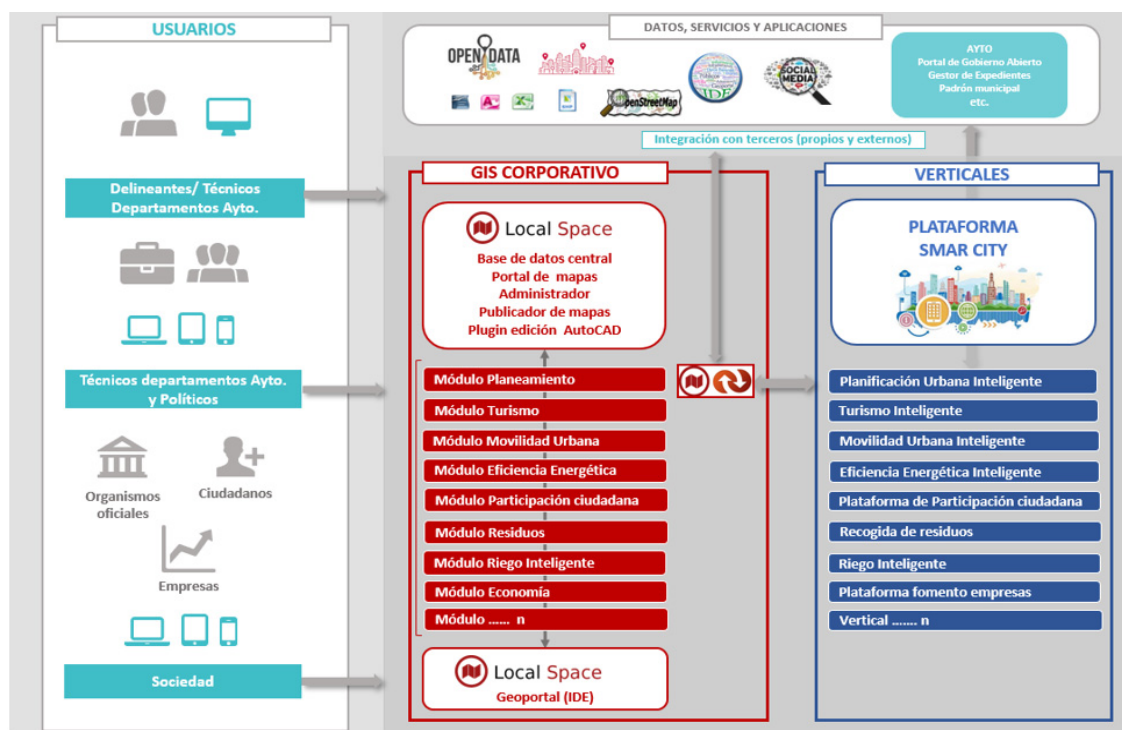 USUARIOS
Delineantes/ Técnicos
Departamentos Ayto.
Técnicos departamentos Ayto.
y Políticos
Organismos
oficiales
Ciudadanos
Empresas
Sociedad
DATOS, SERVICIOS Y APLICACIONES
OPEN DATA
OpenStreetMap
IDE
SOCIAL
MEDIA
AYTO
Portal de Gobierno Abierto
Gestor de Expedientes
Padrón municipal
etc.
Integración con terceros (propios y externos)
GIS CORPORATIVO
Local Space
Base de datos central
Portal de mapas
Administrador
Publicador de mapas
Plugin edición AutoCAD
Módulo Planeamiento
Módulo Turismo
Módulo Movilidad Urbana
Módulo Eficiencia Energética
Módulo Participación ciudadana
Módulo Residuos
Módulo Riego Inteligente
Módulo Economía
Módulo ...... n
Local Space
Geoportal (IDE)
VERTICALES
PLATAFORMA
SMAR CITY
Planificación Urbana Inteligente
Turismo Inteligente
Movilidad Urbana Inteligente
Eficiencia Energética Inteligente
Plataforma de Participación ciudadana
Recogida de residuos
Riego Inteligente
Plataforma fomento empresas
Vertical ....... n